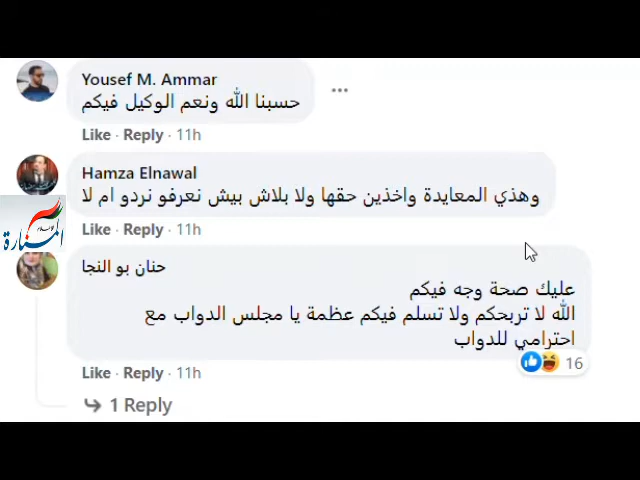 Yousef M. Ammar
حسبنا الله ونعم الوكيل فيكم
Like · Reply · 11h
Hamza Elnawal
وهذي المعايدة واخذين حقها ولا بلاش بيش نعرفو نردو ام لا
Like · Reply · 11h
المنارة
حنان بو النجا
عليك صحة وجه فيكم
الله لا تربحكم ولا تسلم فيكم عظمة يا مجلس الدواب مع
احترامي للدواب
16
Like · Reply · 11h
1 Reply